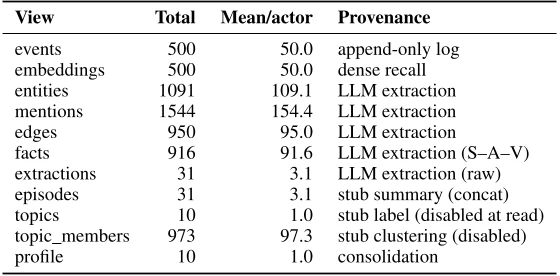 View Total Mean/actor Provenance
events 500 50.0 append-only log
embeddings 500 50.0 dense recall
entities 1091 109.1 LLM extraction
mentions 1544 154.4 LLM extraction
edges 950 95.0 LLM extraction
facts 916 91.6 LLM extraction (S–A–V)
extractions 31 3.1 LLM extraction (raw)
episodes 31 3.1 stub summary (concat)
topics 10 1.0 stub label (disabled at read)
topic_members 973 97.3 stub clustering (disabled)
profile 10 1.0 consolidation